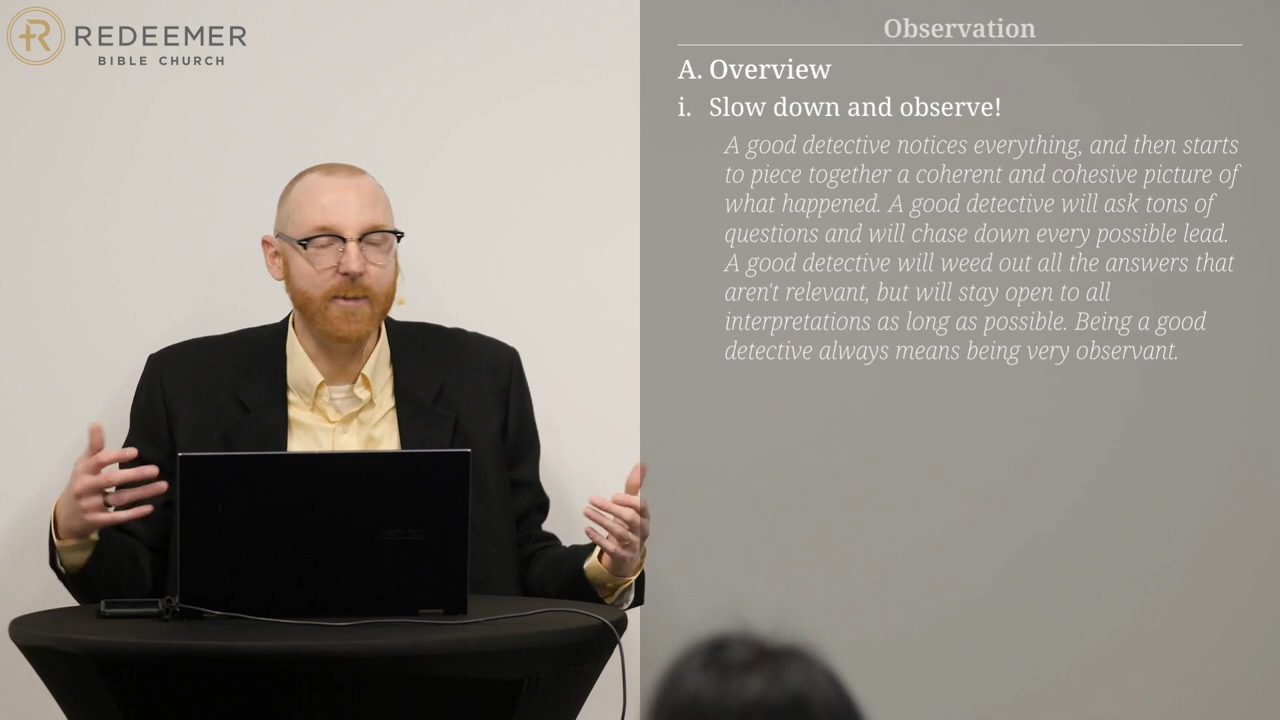 REDEEMER
BIBLE CHURCH
Observation
A. Overview
i. Slow down and observe!
A good detective notices everything, and then starts
to piece together a coherent and cohesive picture of
what happened. A good detective will ask tons of
questions and will chase down every possible lead.
A good detective will weed out all the answers that
aren't relevant, but will stay open to all
interpretations as long as possible. Being a good
detective always means being very observant.